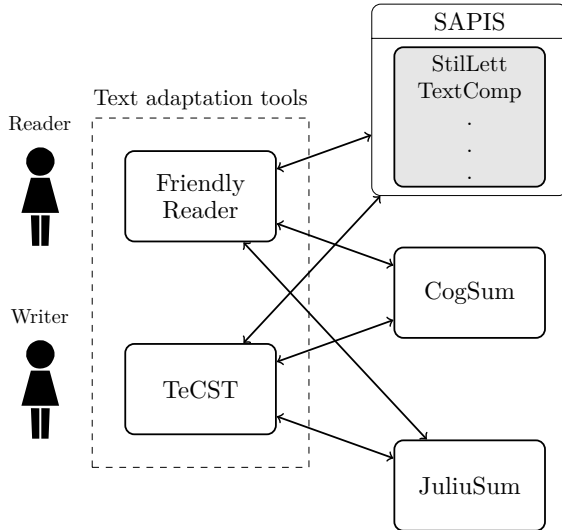 SAPIS
StilLett
TextComp
.
.
.
Text adaptation tools
Reader
Friendly
Reader
CogSum
Writer
TeCST
JuliuSum